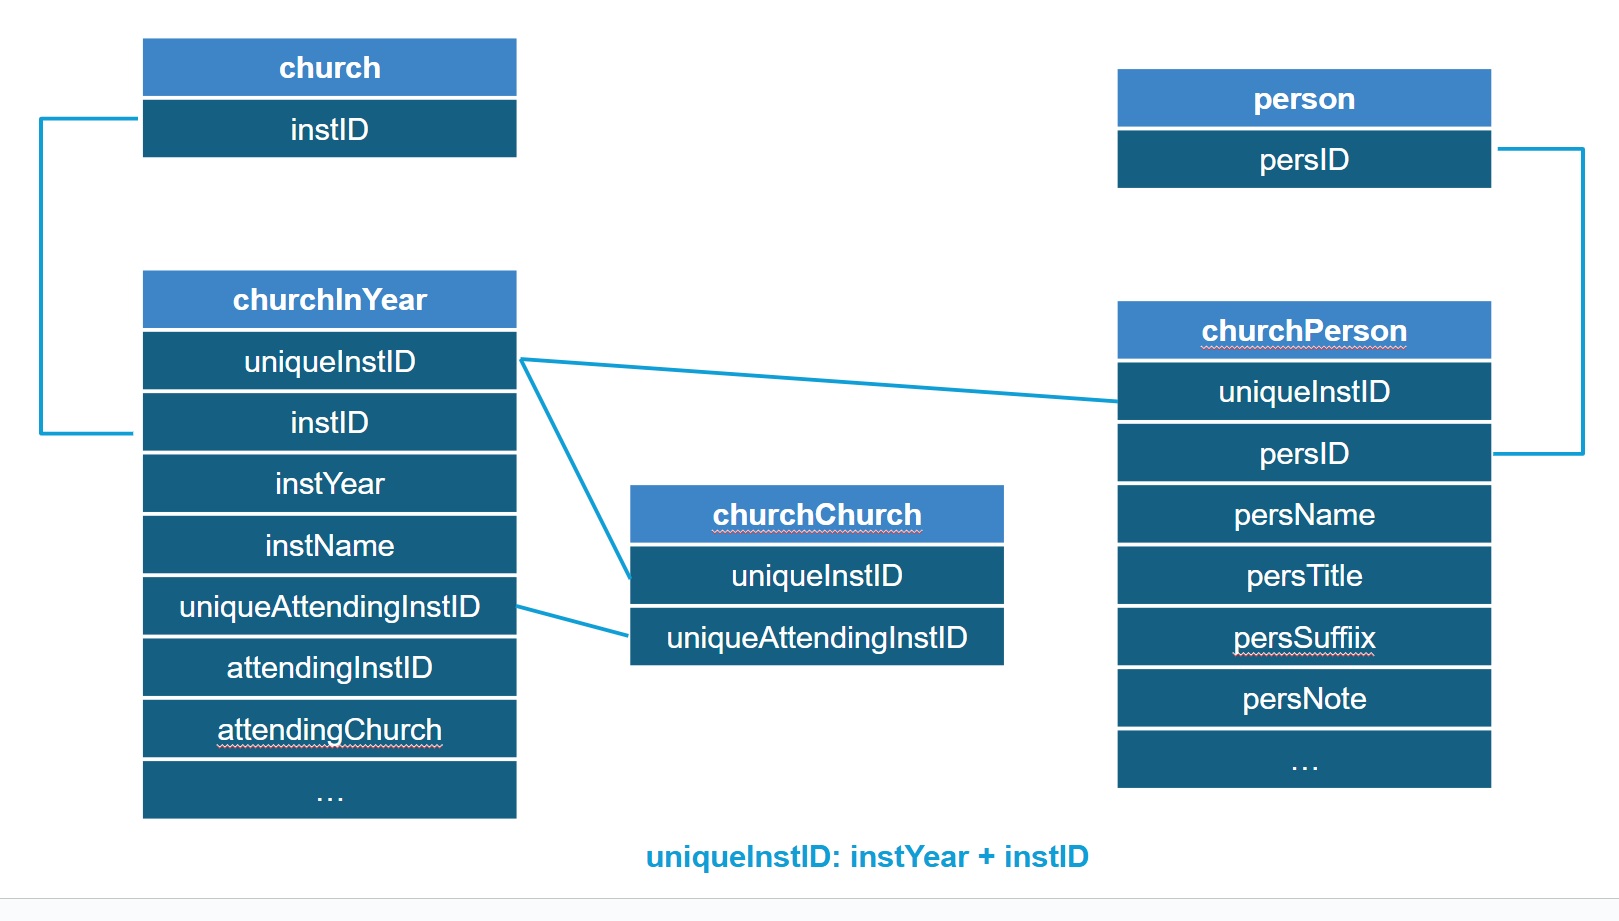 church
instID
churchInYear
uniqueInstID
instID
instYear
instName
uniqueAttendingInstID
attendingInstID
attendingChurch
...
churchChurch
uniqueInstID
uniqueAttendingInstID
person
persID
churchPerson
uniqueInstID
persID
persName
persTitle
persSuffiix
persNote
...
uniqueInstID: instYear + instID